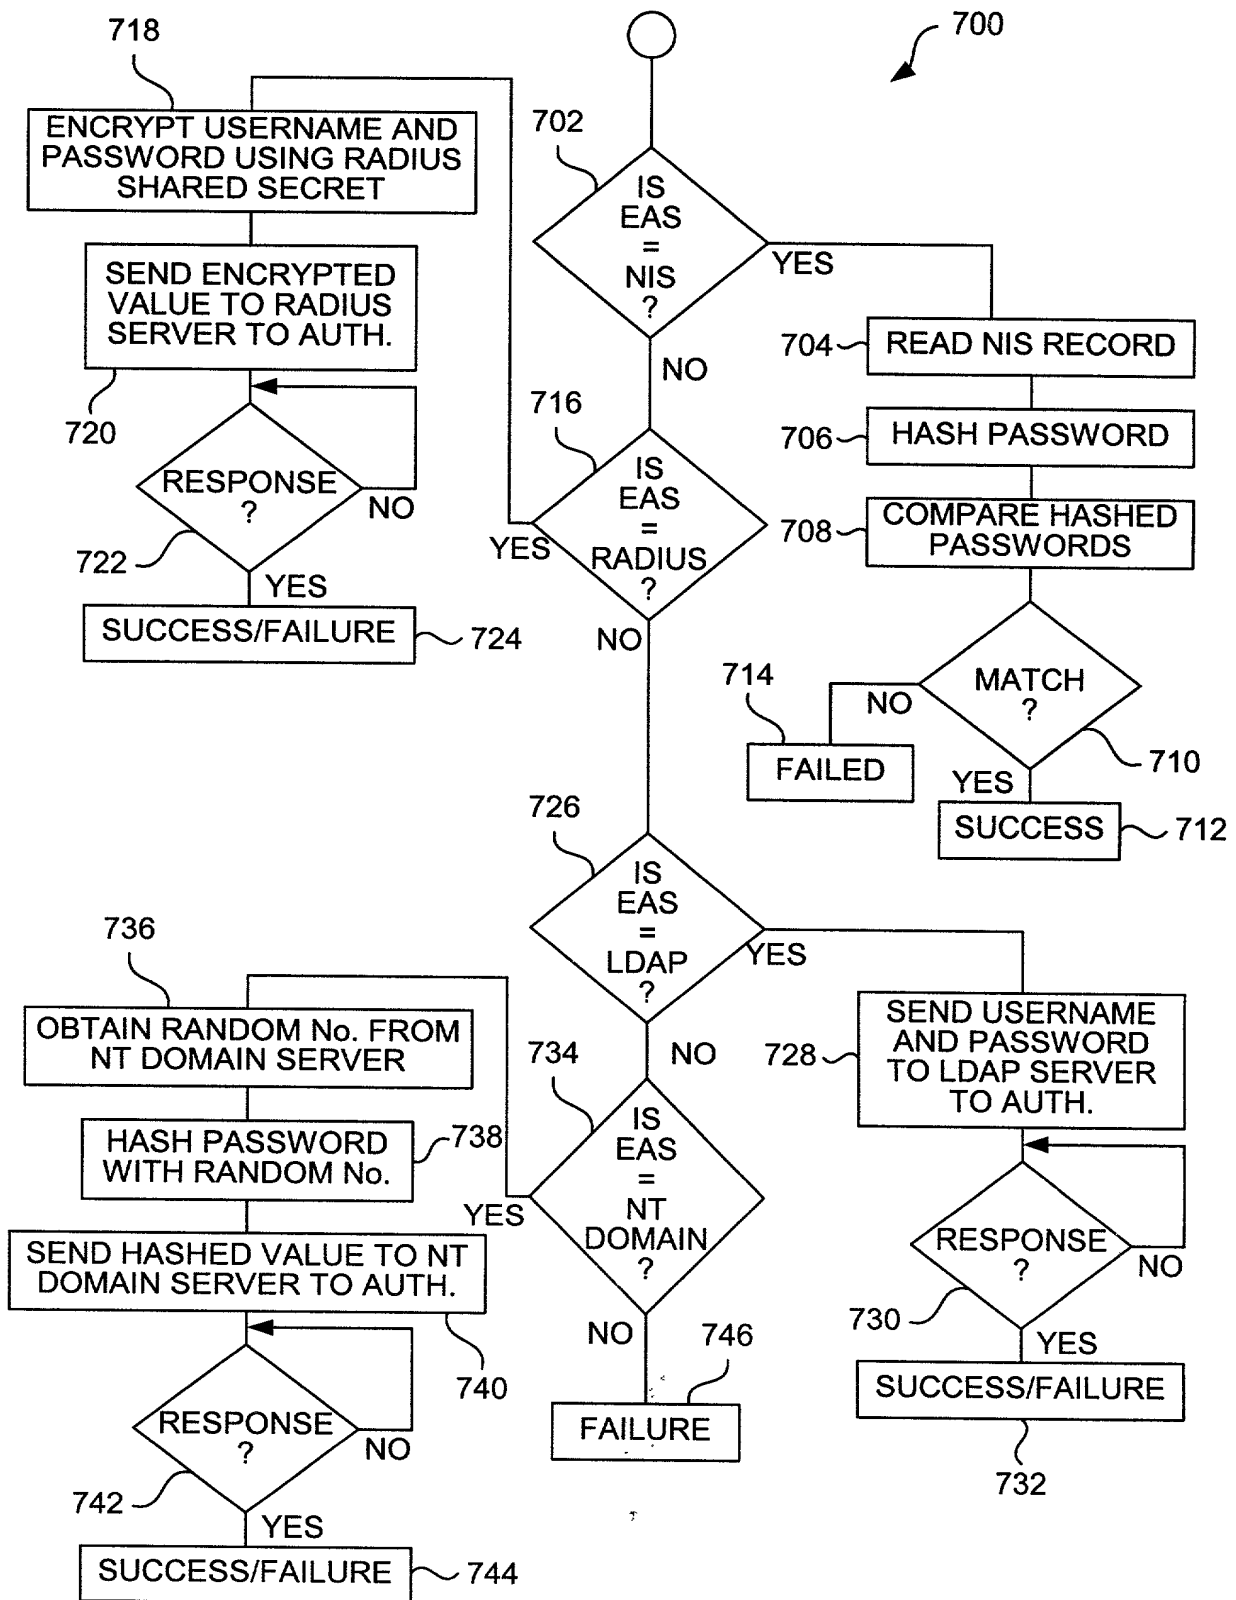 700
718
ENCRYPT USERNAME AND
PASSWORD USING RADIUS
SHARED SECRET
702
IS
EAS
=
NIS
?
YES
NO
SEND ENCRYPTED
VALUE TO RADIUS
SERVER TO AUTH.
720
704
READ NIS RECORD
706
HASH PASSWORD
708
COMPARE HASHED
PASSWORDS
716
IS
EAS
=
RADIUS
?
YES
NO
RESPONSE
?
NO
722
YES
SUCCESS/FAILURE
724
MATCH
?
NO
714
FAILED
710
YES
SUCCESS
712
726
IS
EAS
=
LDAP
?
YES
NO
736
OBTAIN RANDOM No. FROM
NT DOMAIN SERVER
HASH PASSWORD
WITH RANDOM No.
738
SEND HASHED VALUE TO NT
DOMAIN SERVER TO AUTH.
740
734
IS
EAS
=
NT
DOMAIN
?
YES
NO
746
FAILURE
728
SEND USERNAME
AND PASSWORD
TO LDAP SERVER
TO AUTH.
RESPONSE
?
NO
730
YES
SUCCESS/FAILURE
732
RESPONSE
?
NO
742
YES
SUCCESS/FAILURE
744